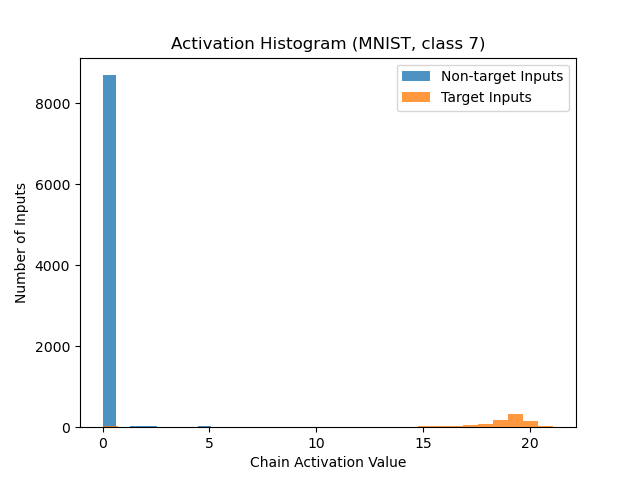 Activation Histogram (MNIST, class 7)
Non-target Inputs
Target Inputs
Number of Inputs
8000
6000
4000
2000
0
0 5 10 15 20
Chain Activation Value